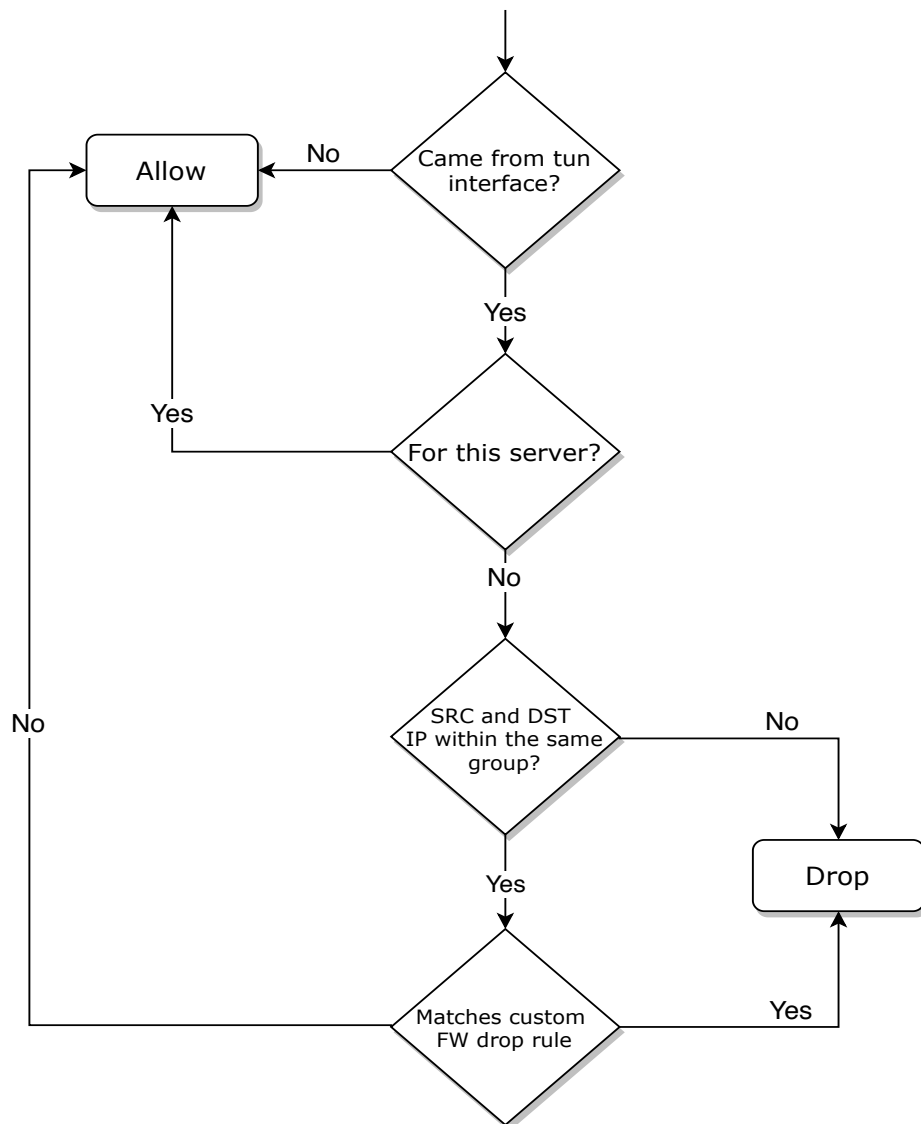 Came from tun
interface?
No
Allow
Yes
For this server?
Yes
No
SRC and DST
IP within the same
group?
No
No
Yes
Drop
Matches custom
FW drop rule
Yes